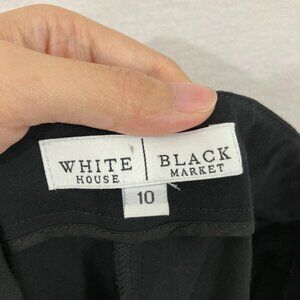 WHITE | BLACK
HOUSE | MARKET
10